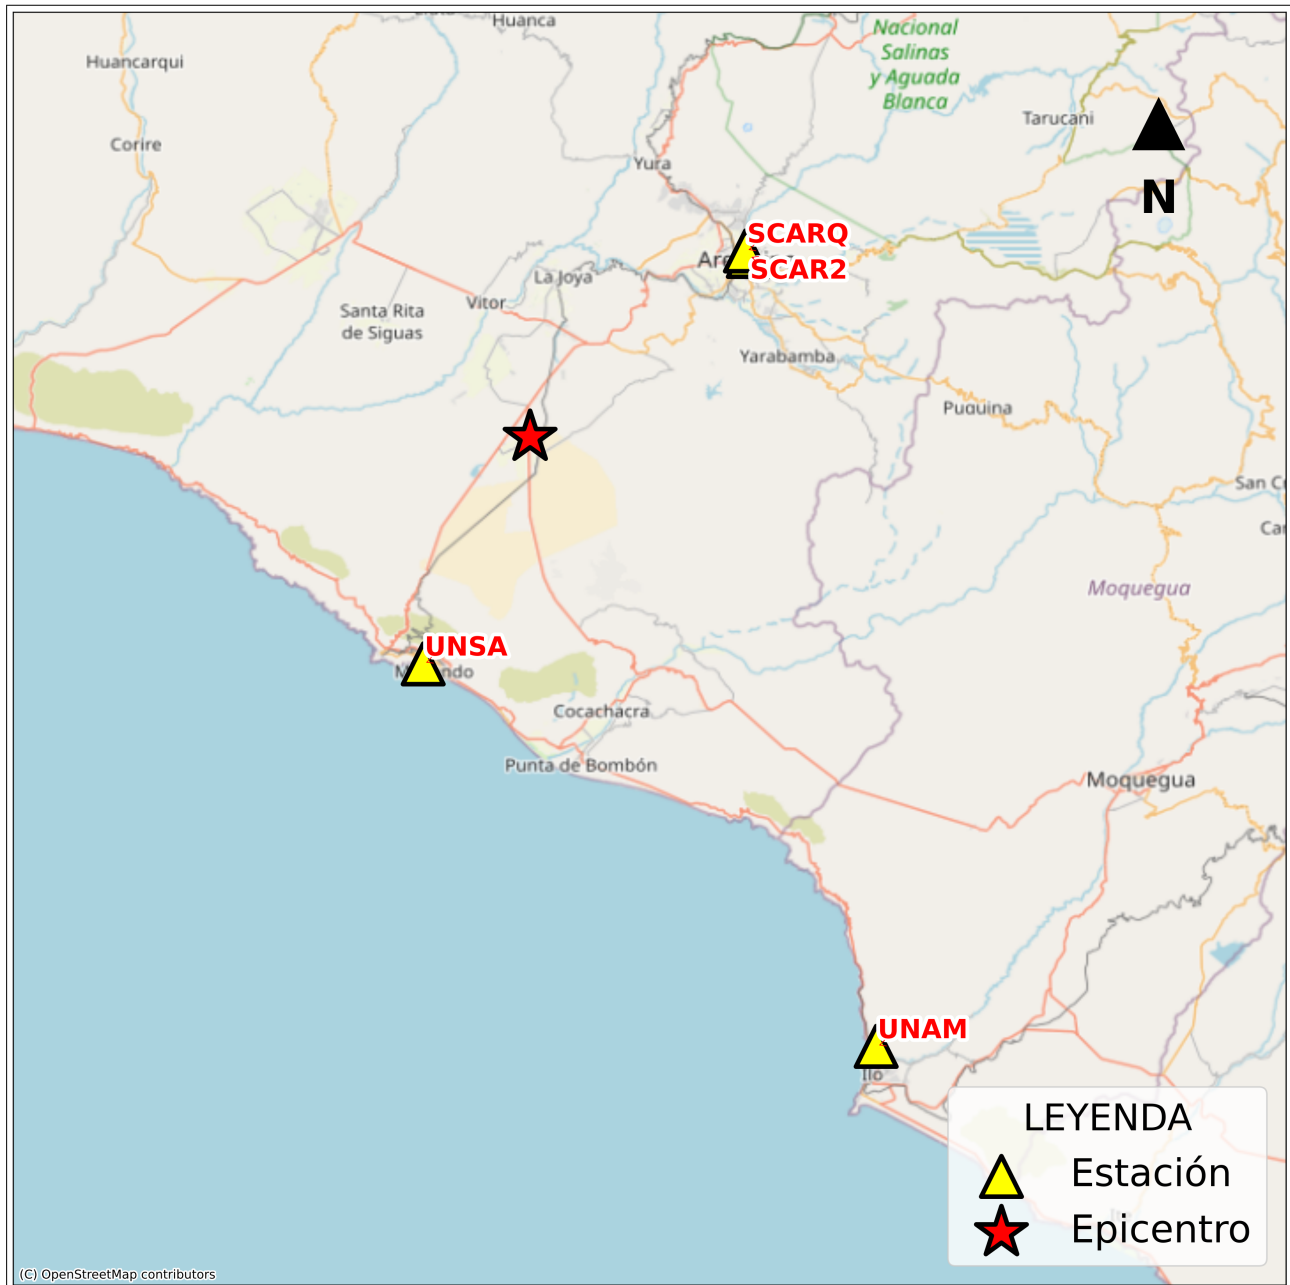 Huanca
Nacional
Salinas
y Aguada
Blanca
Huancarqui
Tarucani
Corire
Yura
N
SCARQ
SCAR2
La Joya
Vitor
Santa Rita
de Siguas
Yarabamba
Puquina
San C
Moquegua
UNSA
Cocachacra
Punta de Bombón
Moquegua
UNAM
Ilo
LEYENDA
Estación
Epicentro
(C) OpenStreetMap contributors